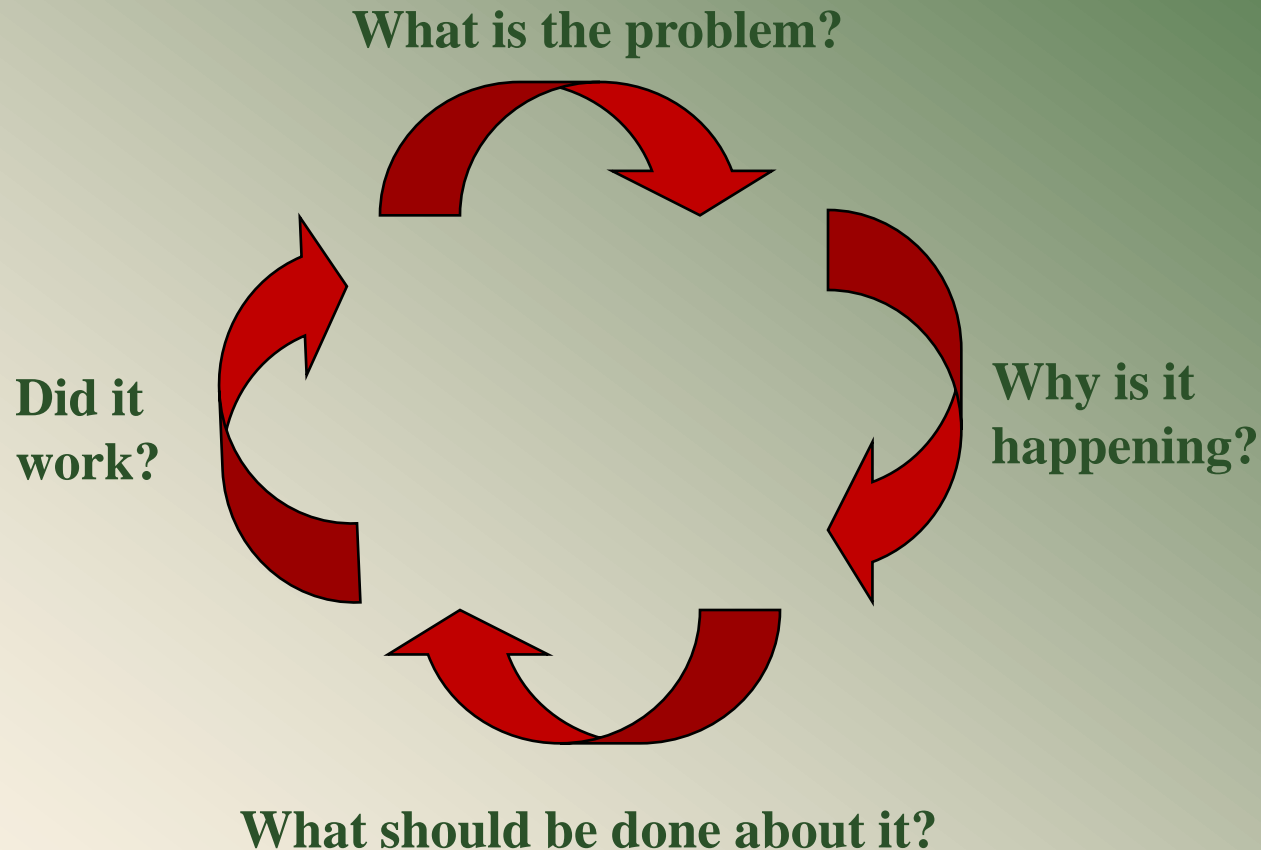 What is the problem?
Why is it
happening?
What should be done about it?
Did it
work?